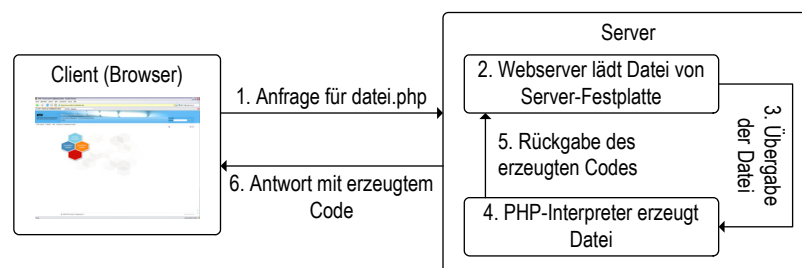 Client (Browser)
1. Anfrage für datei.php
6. Antwort mit erzeugtem
Code
Server
2. Webserver lädt Datei von
Server-Festplatte
3. Übergabe
der Datei
5. Rückgabe des
erzeugten Codes
4. PHP-Interpreter erzeugt
Datei